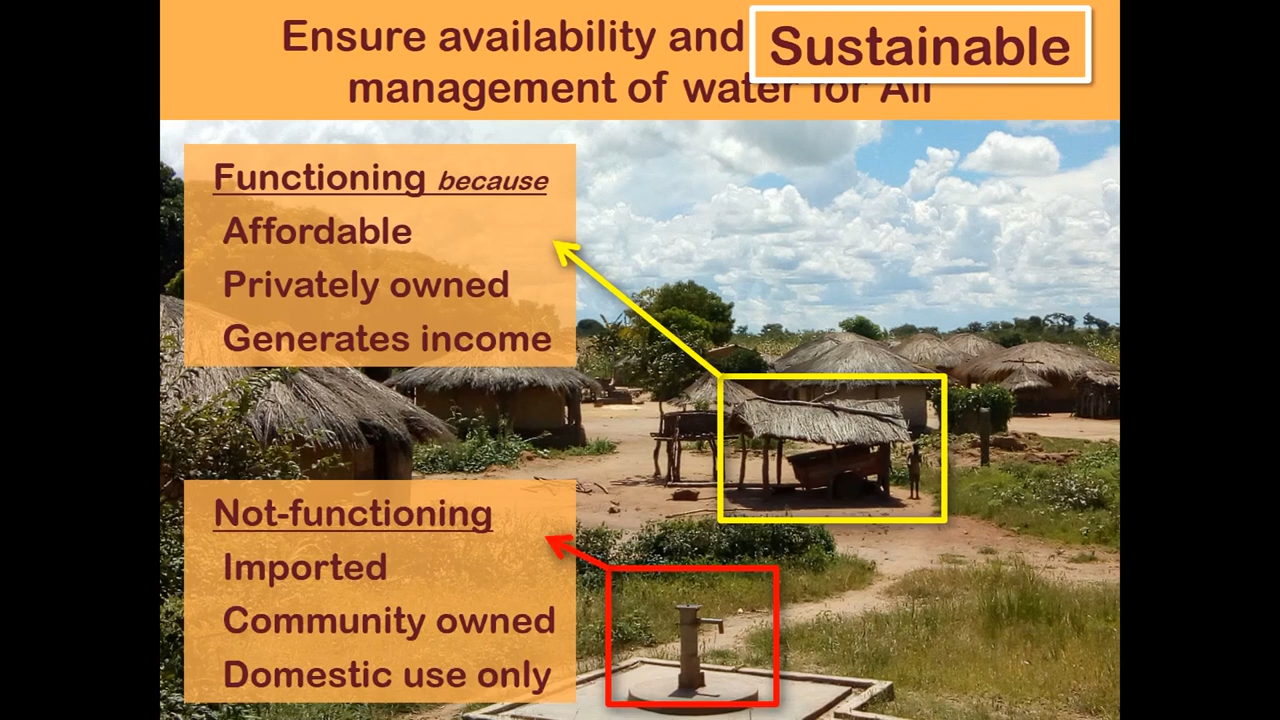 Ensure availability and Sustainable
management of water for All
Functioning because
Affordable
Privately owned
Generates income
Not-functioning
Imported
Community owned
Domestic use only